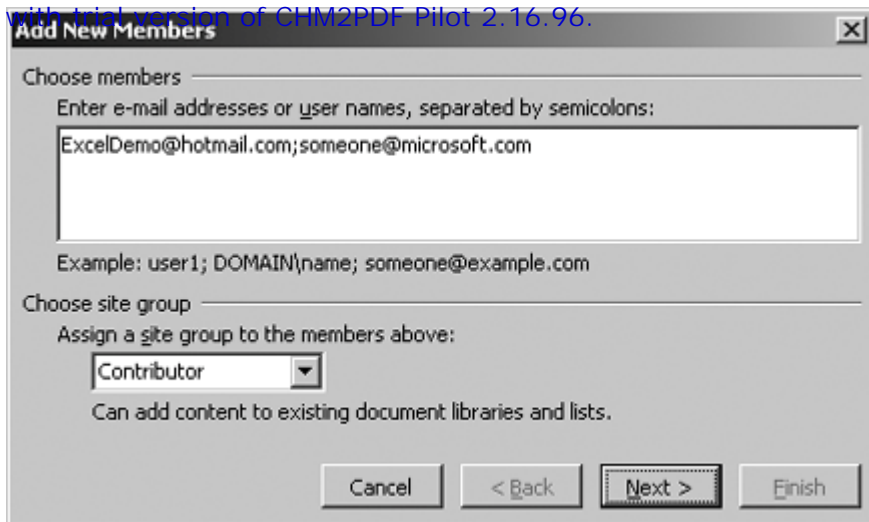 with trial version of CHM2PDF Pilot 2.16.96.
Add New Members
Choose members
Enter e-mail addresses or user names, separated by semicolons:
ExcelDemo@hotmail.com;someone@microsoft.com
Example: user1; DOMAIN\name; someone@example.com
Choose site group
Assign a site group to the members above:
Contributor
Can add content to existing document libraries and lists.
Cancel
< Back
Next >
Finish